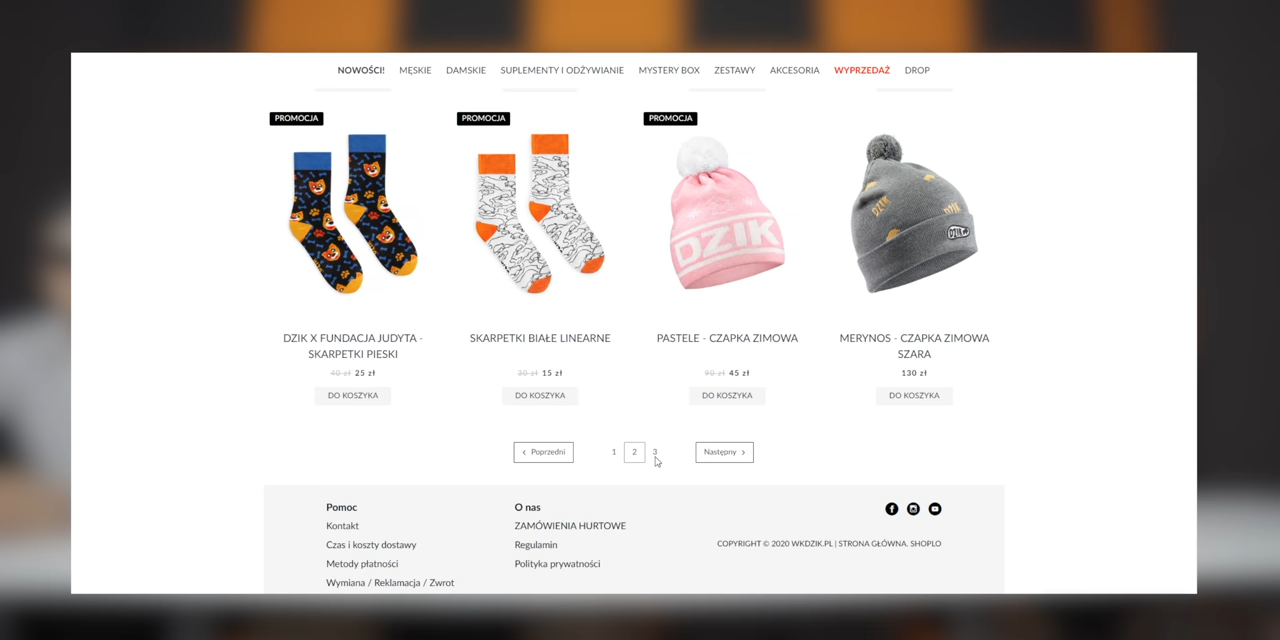 NOWOŚCI! MĘSKIE DAMSKIE SUPLEMENTY I ODŻYWIANIE MYSTERY BOX ZESTAWY AKCESORIA WYPRZEDAŻ DROP
PROMOCJA PROMOCJA PROMOCJA
DZIK
DZIK
DZIK
DZIK
DZIK X FUNDACJA JUDYTA -
SKARPETKI PIESKI
40 zł 25 zł
DO KOSZYKA
SKARPETKI BIAŁE LINEARNE
30 zł 15 zł
DO KOSZYKA
PASTELE - CZAPKA ZIMOWA
90 zł 45 zł
DO KOSZYKA
MERYNOS - CZAPKA ZIMOWA
SZARA
130 zł
DO KOSZYKA
‹ Poprzedni 1 2 3 Następny ›
Pomoc
Kontakt
Czas i koszty dostawy
Metody płatności
Wymiana / Reklamacja / Zwrot
O nas
ZAMÓWIENIA HURTOWE
Regulamin
Polityka prywatności
COPYRIGHT © 2020 WKDZIK.PL | STRONA GŁÓWNA. SHOPLO